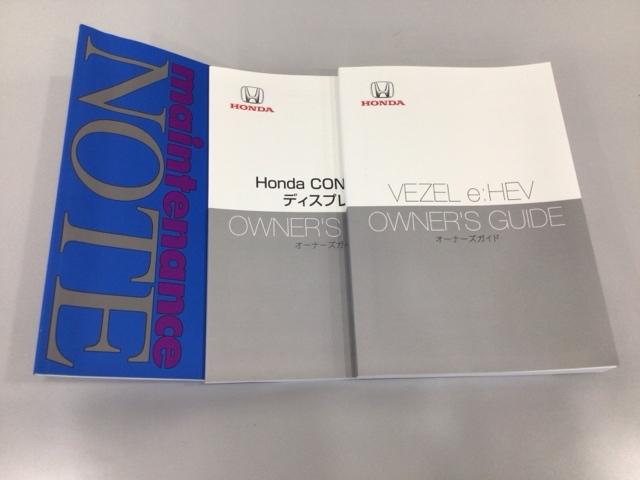 maintenance
NOTE
HONDA
Honda CON
ディスプレ
OWNER'S
オーナーズガ
HONDA
VEZEL e:HEV
OWNER'S GUIDE
オーナーズガイド